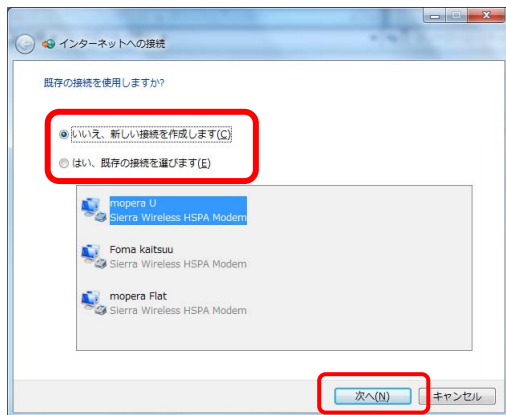 インターネットへの接続
既存の接続を使用しますか?
いいえ、新しい接続を作成します(C)
はい、既存の接続を選びます(E)
mopera U
Sierra Wireless HSPA Modem
Foma kaitsuu
Sierra Wireless HSPA Modem
mopera Flat
Sierra Wireless HSPA Modem
次へ(N)
キャンセル